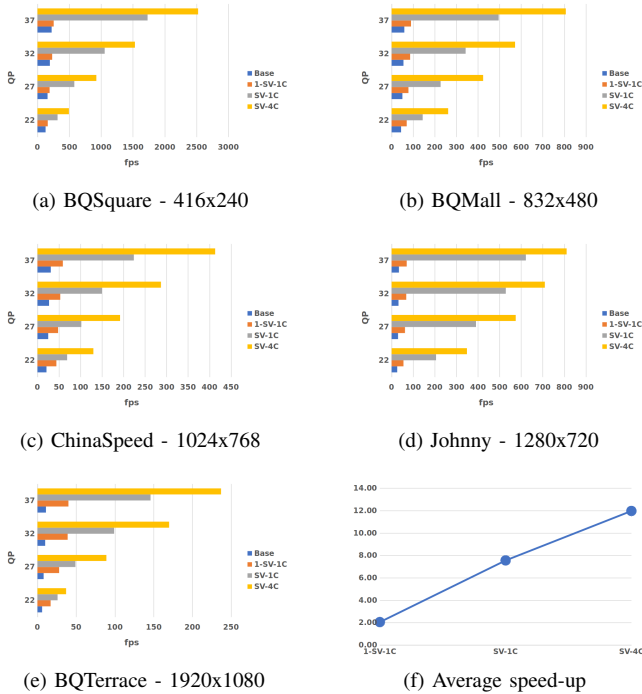 37
32
27
22
QP
0 500 1000 1500 2000 2500 3000
fps
Base
1-SV-1C
SV-1C
SV-4C
(a) BQSquare - 416x240
37
32
27
22
QP
0 100 200 300 400 500 600 700 800 900
fps
Base
1-SV-1C
SV-1C
SV-4C
(b) BQMall - 832x480
37
32
27
22
QP
0 50 100 150 200 250 300 350 400 450
fps
Base
1-SV-1C
SV-1C
SV-4C
(c) ChinaSpeed - 1024x768
37
32
27
22
QP
0 100 200 300 400 500 600 700 800 900
fps
Base
1-SV-1C
SV-1C
SV-4C
(d) Johnny - 1280x720
37
32
27
22
QP
0 50 100 150 200 250
fps
Base
1-SV-1C
SV-1C
SV-4C
(e) BQTerrace - 1920x1080
14.00
12.00
10.00
8.00
6.00
4.00
2.00
0.00
1-SV-1C SV-1C SV-4C
(f) Average speed-up